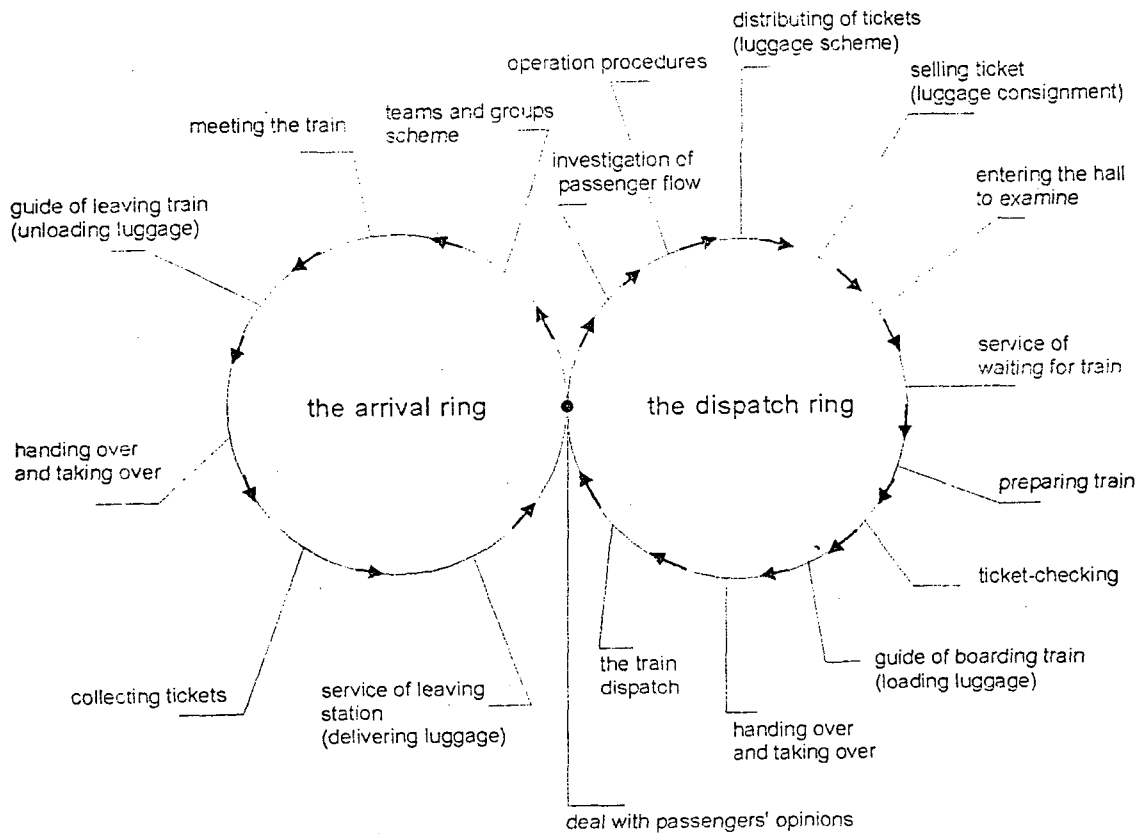 distributing of tickets
(luggage scheme)
operation procedures
selling ticket
(luggage consignment)
teams and groups
scheme
meeting the train
investigation of
passenger flow
entering the hall
to examine
guide of leaving train
(unloading luggage)
service of
waiting for train
the arrival ring
the dispatch ring
handing over
and taking over
preparing train
ticket-checking
the train
dispatch
guide of boarding train
(loading luggage)
collecting tickets
service of leaving
station
(delivering luggage)
handing over
and taking over
deal with passengers' opinions